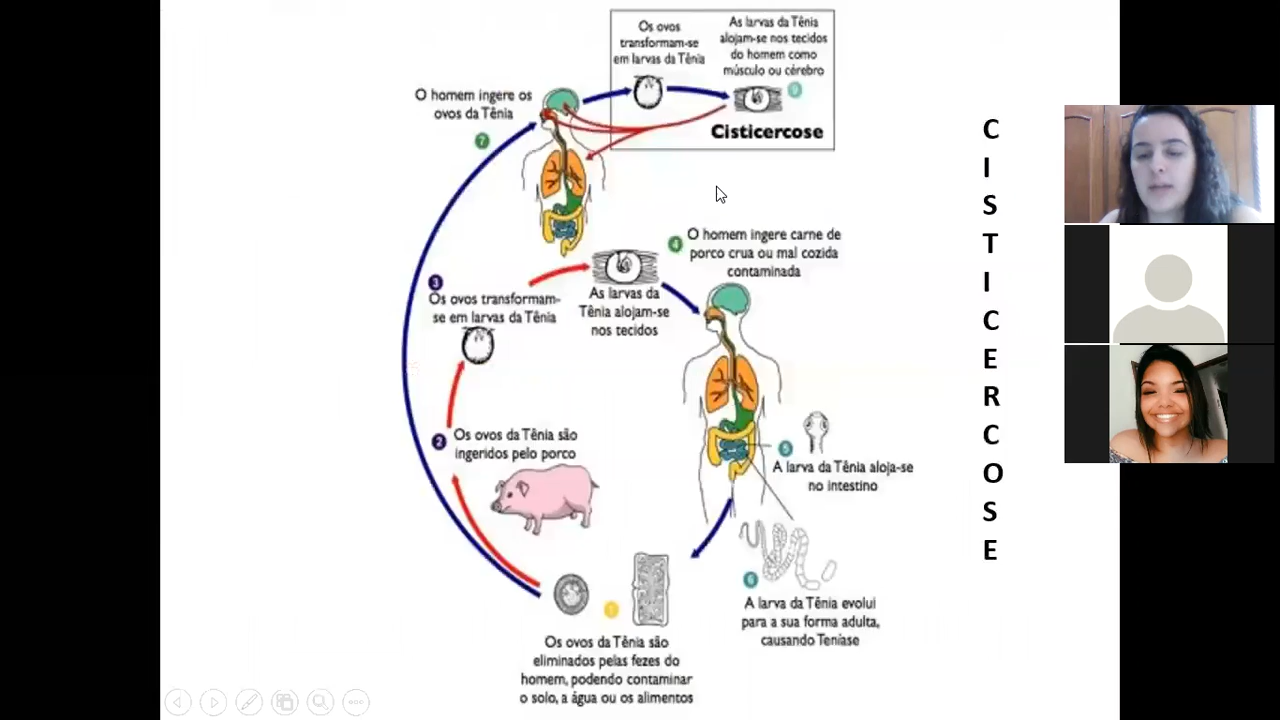 Os ovos
transformam-se
em larvas da Tênia
As larvas da Tênia
alojam-se nos tecidos
do homem como
músculo ou cérebro
9
Cisticercose
O homem ingere os
ovos da Tênia
7
4
O homem ingere carne de
porco crua ou mal cozida
contaminada
3
Os ovos transformam-
se em larvas da Tênia
As larvas da
Tênia alojam-se
nos tecidos
2
Os ovos da Tênia são
ingeridos pelo porco
5
A larva da Tênia aloja-se
no intestino
6
A larva da Tênia evolui
para a sua forma adulta,
causando Teníase
1
Os ovos da Tênia são
eliminados pelas fezes do
homem, podendo contaminar
o solo, a água ou os alimentos
C
I
S
T
I
C
E
R
C
O
S
E